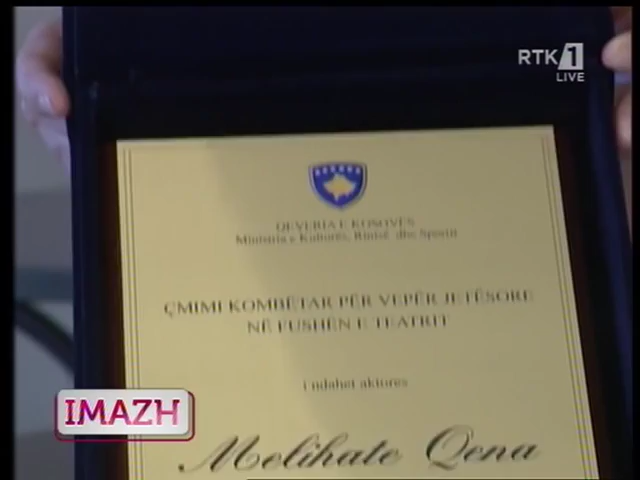 RTK 1
LIVE
QEVERIA E KOSOVËS
Ministria e Kulturës, Rinisë dhe Sportit
ÇMIMI KOMBËTAR PËR VEPËR JETËSORE
NË FUSHËN E TEATRIT
i ndahet aktores
Melihate Qena
IMAZH